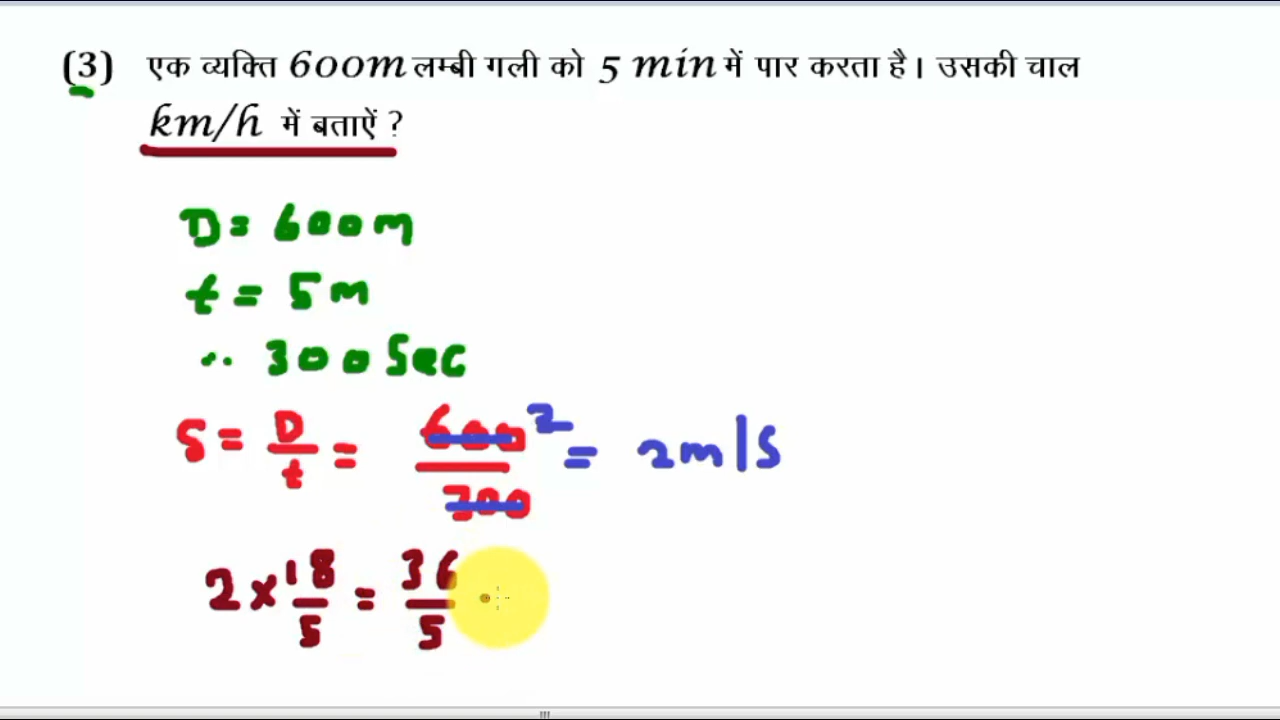 (3) एक व्यक्ति 600m लम्बी गली को 5 min में पार करता है। उसकी चाल
km/h में बताऐं ?
D = 600m
t = 5m
∴ 300 Sec
S = D/t = 600/300 2 = 2m/S
2 × 18/5 = 36/5